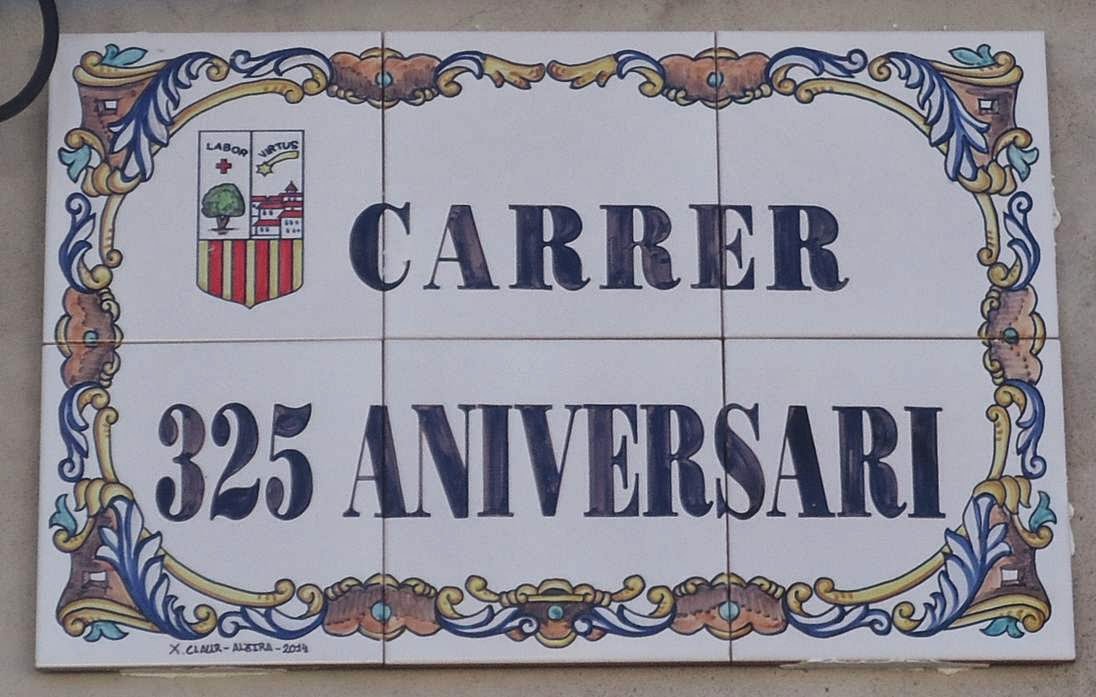 LABOR VIRTUS
CARRER
325 ANIVERSARI
X. CLAUR - ALZIRA - 2014